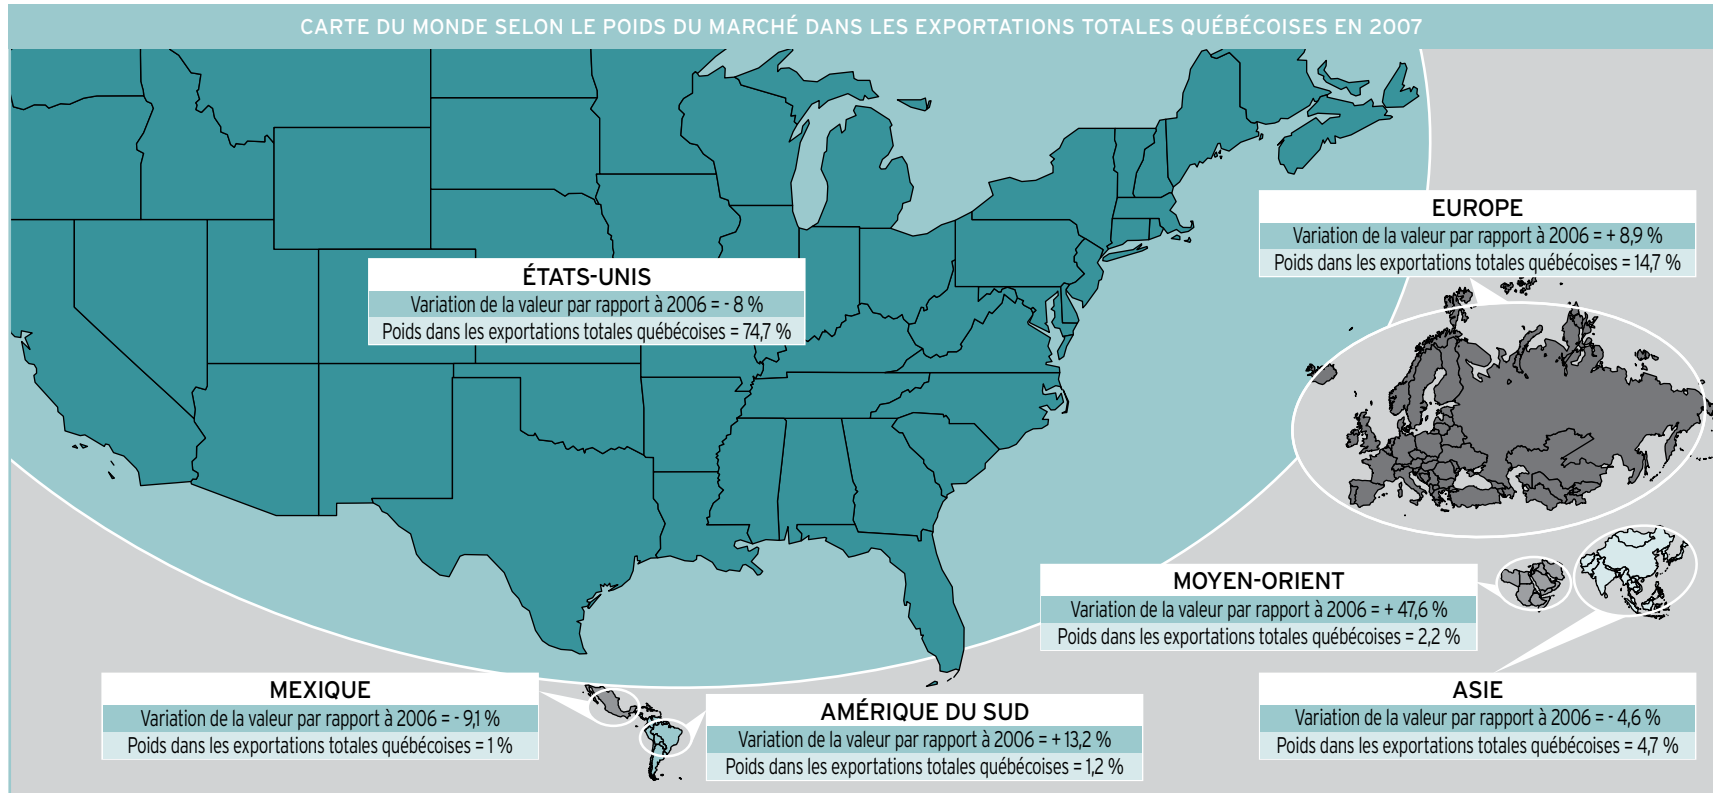 CARTE DU MONDE SELON LE POIDS DU MARCHÉ DANS LES EXPORTATIONS TOTALES QUÉBÉCOISES EN 2007
EUROPE
Variation de la valeur par rapport à 2006 = + 8,9 %
Poids dans les exportations totales québécoises = 14,7 %
ÉTATS-UNIS
Variation de la valeur par rapport à 2006 = - 8 %
Poids dans les exportations totales québécoises = 74,7 %
MOYEN-ORIENT
Variation de la valeur par rapport à 2006 = + 47,6 %
Poids dans les exportations totales québécoises = 2,2 %
MEXIQUE
Variation de la valeur par rapport à 2006 = - 9,1 %
Poids dans les exportations totales québécoises = 1 %
AMÉRIQUE DU SUD
Variation de la valeur par rapport à 2006 = + 13,2 %
Poids dans les exportations totales québécoises = 1,2 %
ASIE
Variation de la valeur par rapport à 2006 = - 4,6 %
Poids dans les exportations totales québécoises = 4,7 %